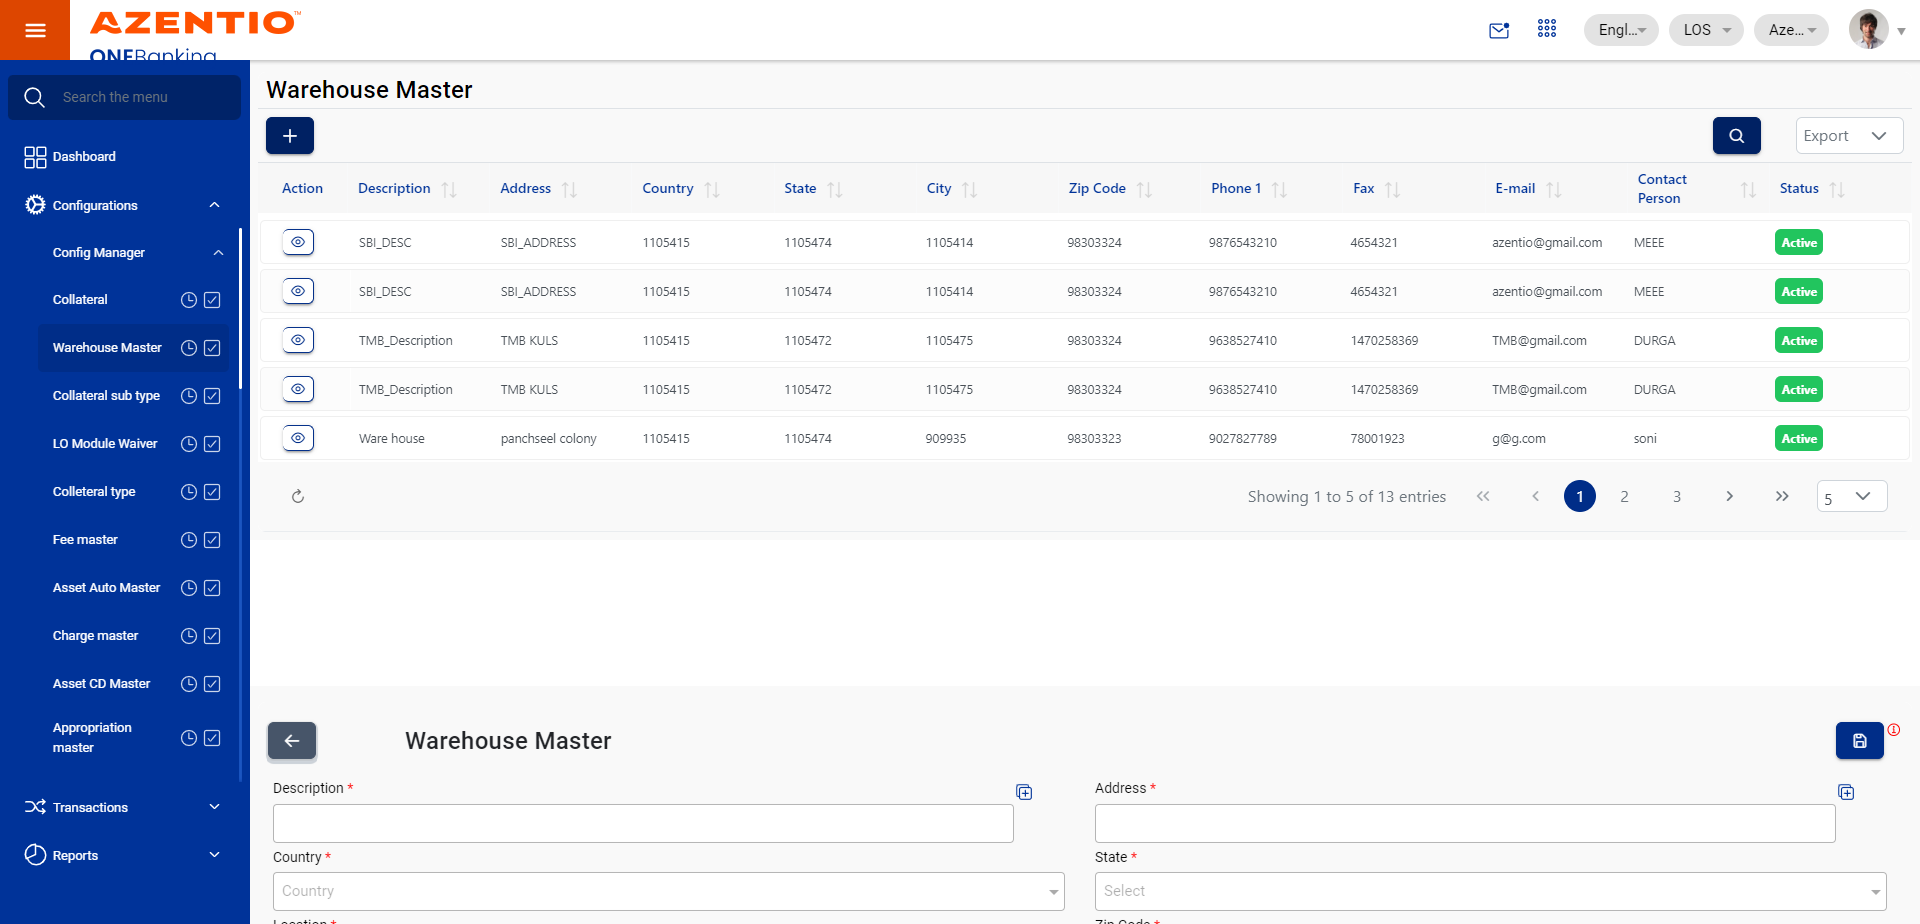 AZENTIO™
ONEBanking
Engl...
LOS
Aze...
Search the menu
Dashboard
Configurations
Config Manager
Collateral
Warehouse Master
Collateral sub type
LO Module Waiver
Colleteral type
Fee master
Asset Auto Master
Charge master
Asset CD Master
Appropriation
master
Transactions
Reports
Warehouse Master
Export
Action Description Address Country State City Zip Code Phone 1 Fax E-mail Contact Person Status
SBI_DESC SBI_ADDRESS 1105415 1105474 1105414 98303324 9876543210 4654321 azentio@gmail.com MEEE Active
SBI_DESC SBI_ADDRESS 1105415 1105474 1105414 98303324 9876543210 4654321 azentio@gmail.com MEEE Active
TMB_Description TMB KULS 1105415 1105472 1105475 98303324 9638527410 1470258369 TMB@gmail.com DURGA Active
TMB_Description TMB KULS 1105415 1105472 1105475 98303324 9638527410 1470258369 TMB@gmail.com DURGA Active
Ware house panchseel colony 1105415 1105474 909935 98303323 9027827789 78001923 g@g.com soni Active
Showing 1 to 5 of 13 entries
1 2 3
5
Warehouse Master
Description *
Address *
Country *
Country
State *
Select
Location *
Zip Code *